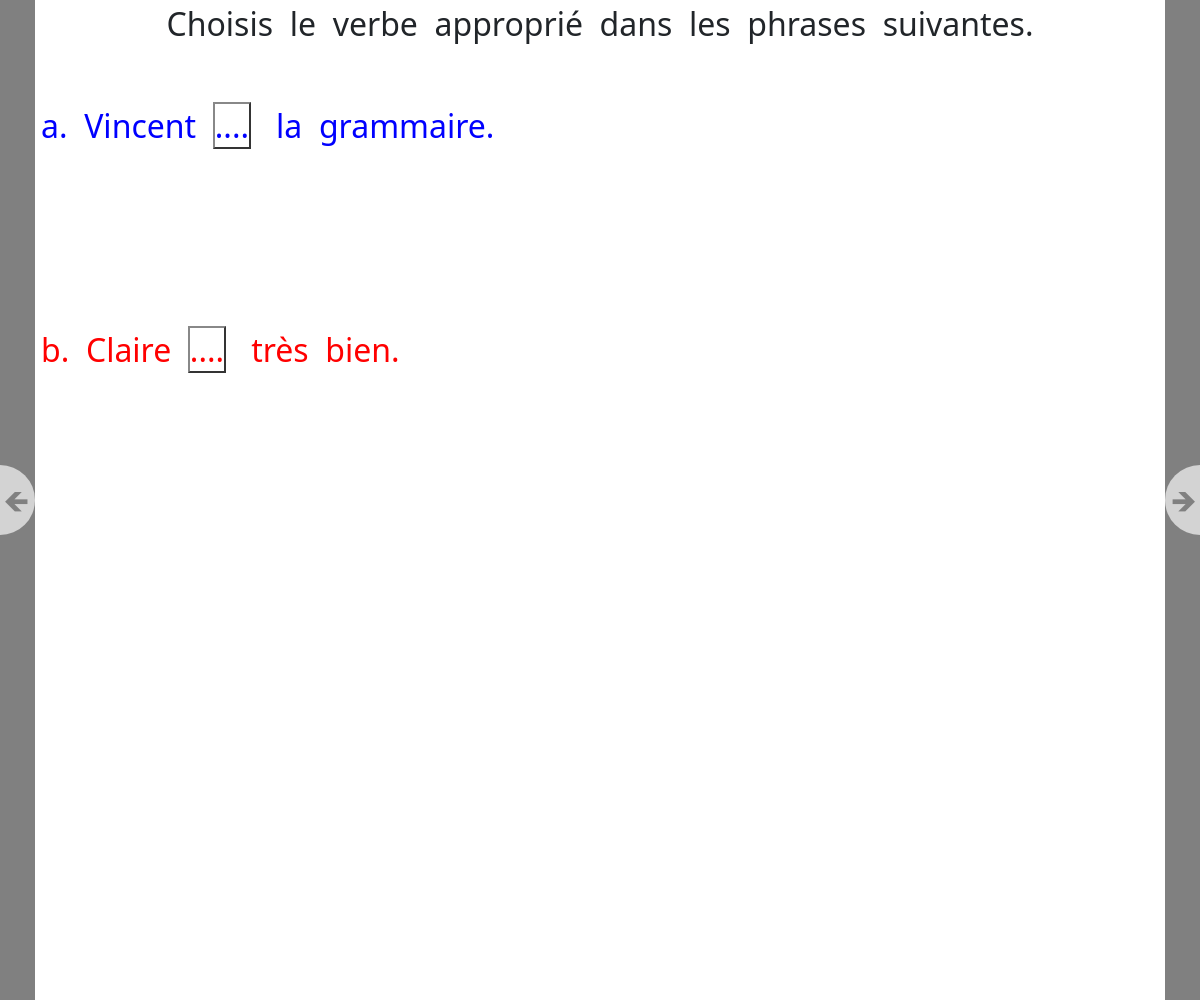 Choisis le verbe approprié dans les phrases suivantes.
a. Vincent .... la grammaire.
b. Claire .... très bien.